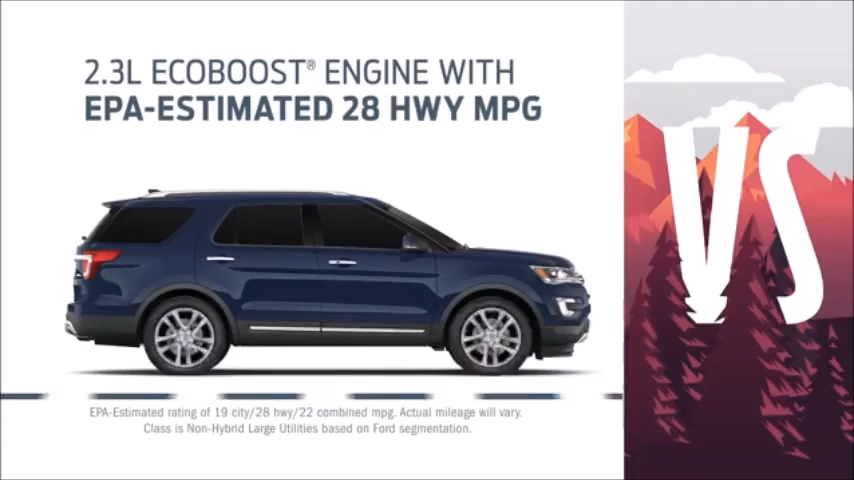 2.3L ECOBOOST® ENGINE WITH
EPA-ESTIMATED 28 HWY MPG
VS
EPA-Estimated rating of 19 city/28 hwy/22 combined mpg. Actual mileage will vary.
Class is Non-Hybrid Large Utilities based on Ford segmentation.